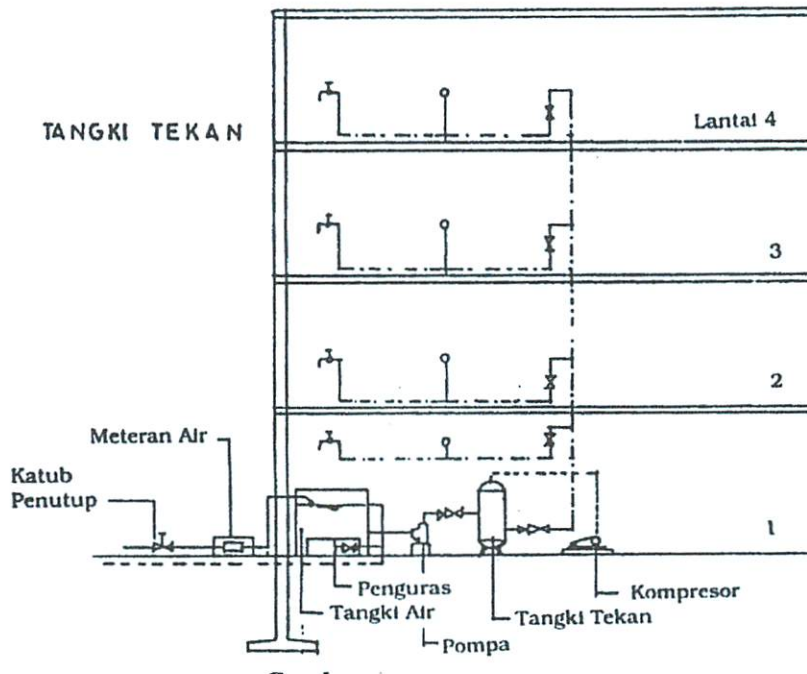 TANGKI TEKAN
Lantai 4
3
2
Meteran Air
Katub
Penutup
1
Penguras
Tangki Air
Kompresor
Tangki Tekan
Pompa